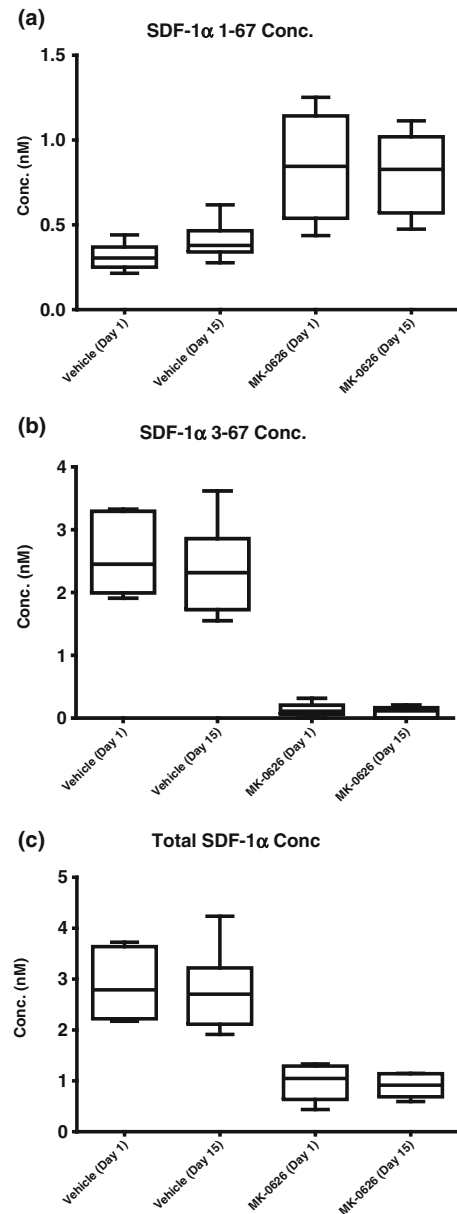 (a)
SDF-1α 1-67 Conc.
1.5
1.0
0.5
0.0
Conc. (nM)
Vehicle (Day 1)
Vehicle (Day 15)
MK-0626 (Day 1)
MK-0626 (Day 15)
(b)
SDF-1α 3-67 Conc.
4
3
2
1
0
Conc. (nM)
Vehicle (Day 1)
Vehicle (Day 15)
MK-0626 (Day 1)
MK-0626 (Day 15)
(c)
Total SDF-1α Conc
5
4
3
2
1
0
Conc. (nM)
Vehicle (Day 1)
Vehicle (Day 15)
MK-0626 (Day 1)
MK-0626 (Day 15)